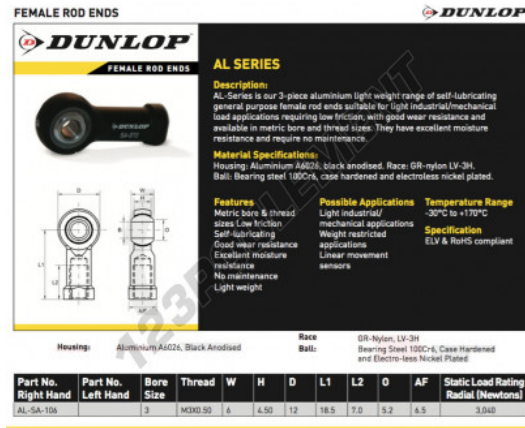 FEMALE ROD ENDS
DUNLOP
DUNLOP
FEMALE ROD ENDS
AL SERIES
Description:
AL-Series is our 3-piece aluminium light weight range of self-lubricating
general purpose female rod ends suitable for light industrial/mechanical
load applications requiring low friction, with good wear resistance and
available in metric bore and thread sizes. They have excellent moisture
resistance and require no maintenance.
Material Specifications:
Housing: Aluminium A6026, black anodised. Race: GR-nylon LV-3H.
Ball: Bearing steel 100Cr6, case hardened and electroless nickel plated.
DUNLOP
Features
Metric bore & thread
sizes Low friction
Self-lubricating
Good wear resistance
Excellent moisture
resistance
No maintenance
Light weight
Possible Applications
Light industrial/
mechanical applications
Weight restricted
applications
Linear movement
sensors
Temperature Range
-30°C to +170°C
Specification
ELV & RoHS compliant
D
W
H
B
O
L1
L2
A/F
Housing: Aluminium A6026, Black Anodised
Race GR-Nylon, LV-3H
Ball: Bearing Steel 100Cr6, Case Hardened
and Electro-less Nickel Plated
Part No. Right Hand Part No. Left Hand Bore Size Thread W H D L1 L2 O AF Static Load Rating Radial (Newtons)
AL-SA-106 3 M3X0.50 6 4.50 12 18.5 7.0 5.2 6.5 3,040